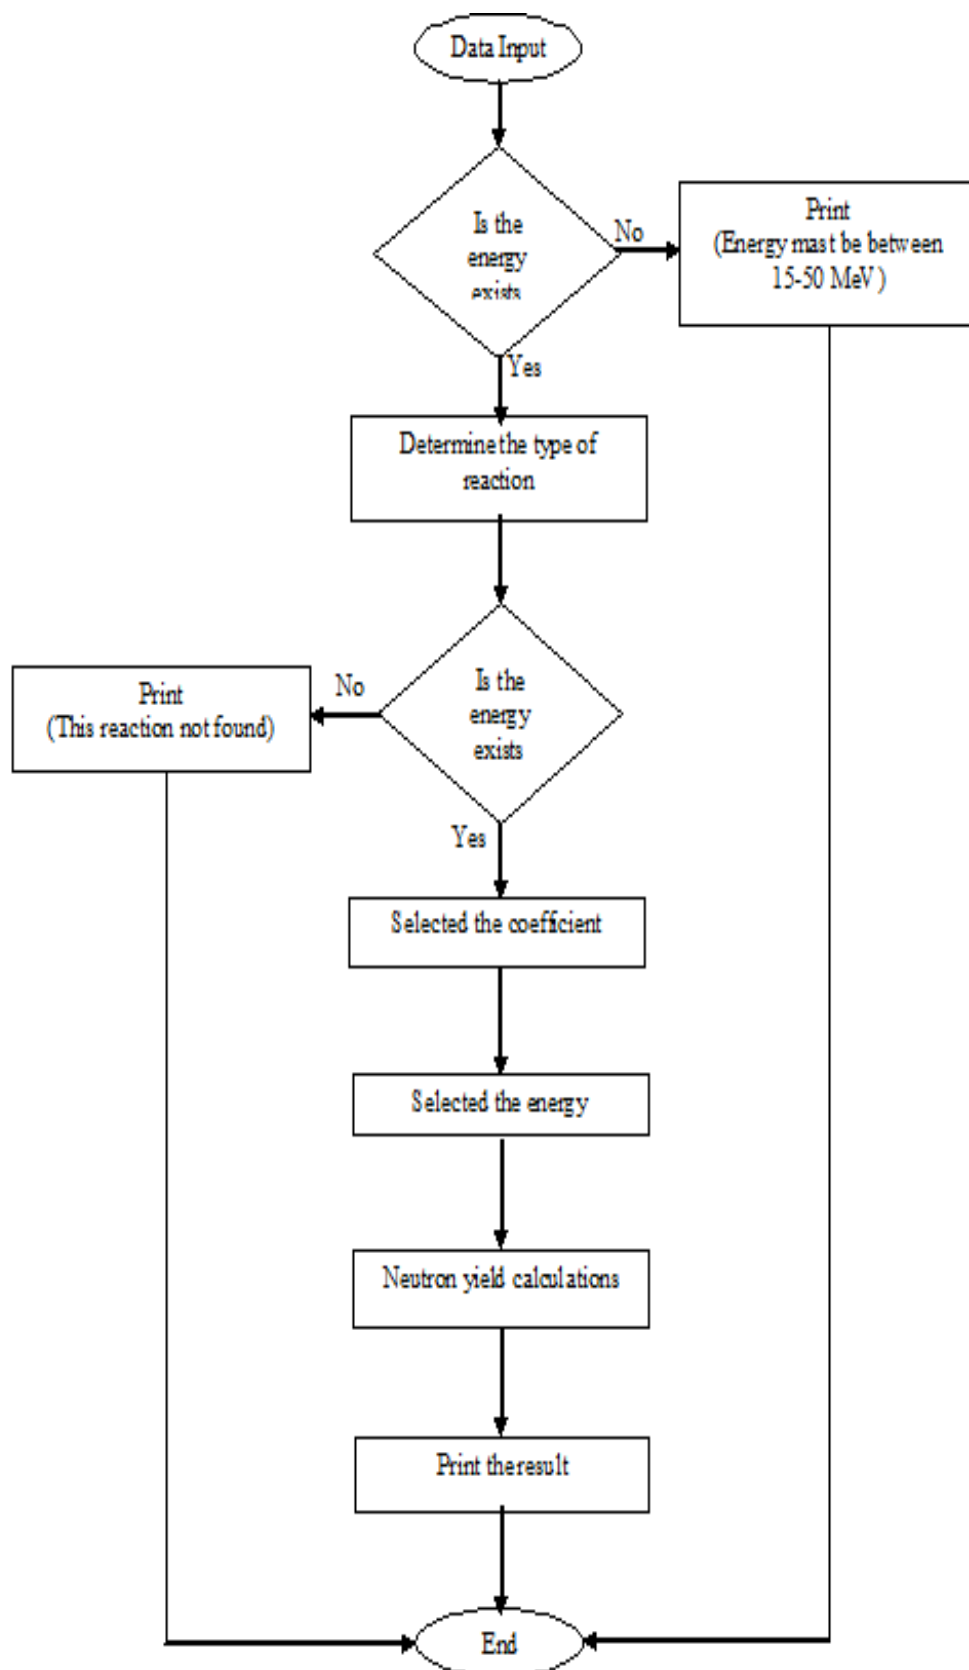 Data Input
Is the
energy
exists
No
Print
(Energy mast be between
15-50 MeV)
Yes
Determine the type of
reaction
Is the
energy
exists
No
Print
(This reaction not found)
Yes
Selected the coefficient
Selected the energy
Neutron yield calculations
Print the result
End